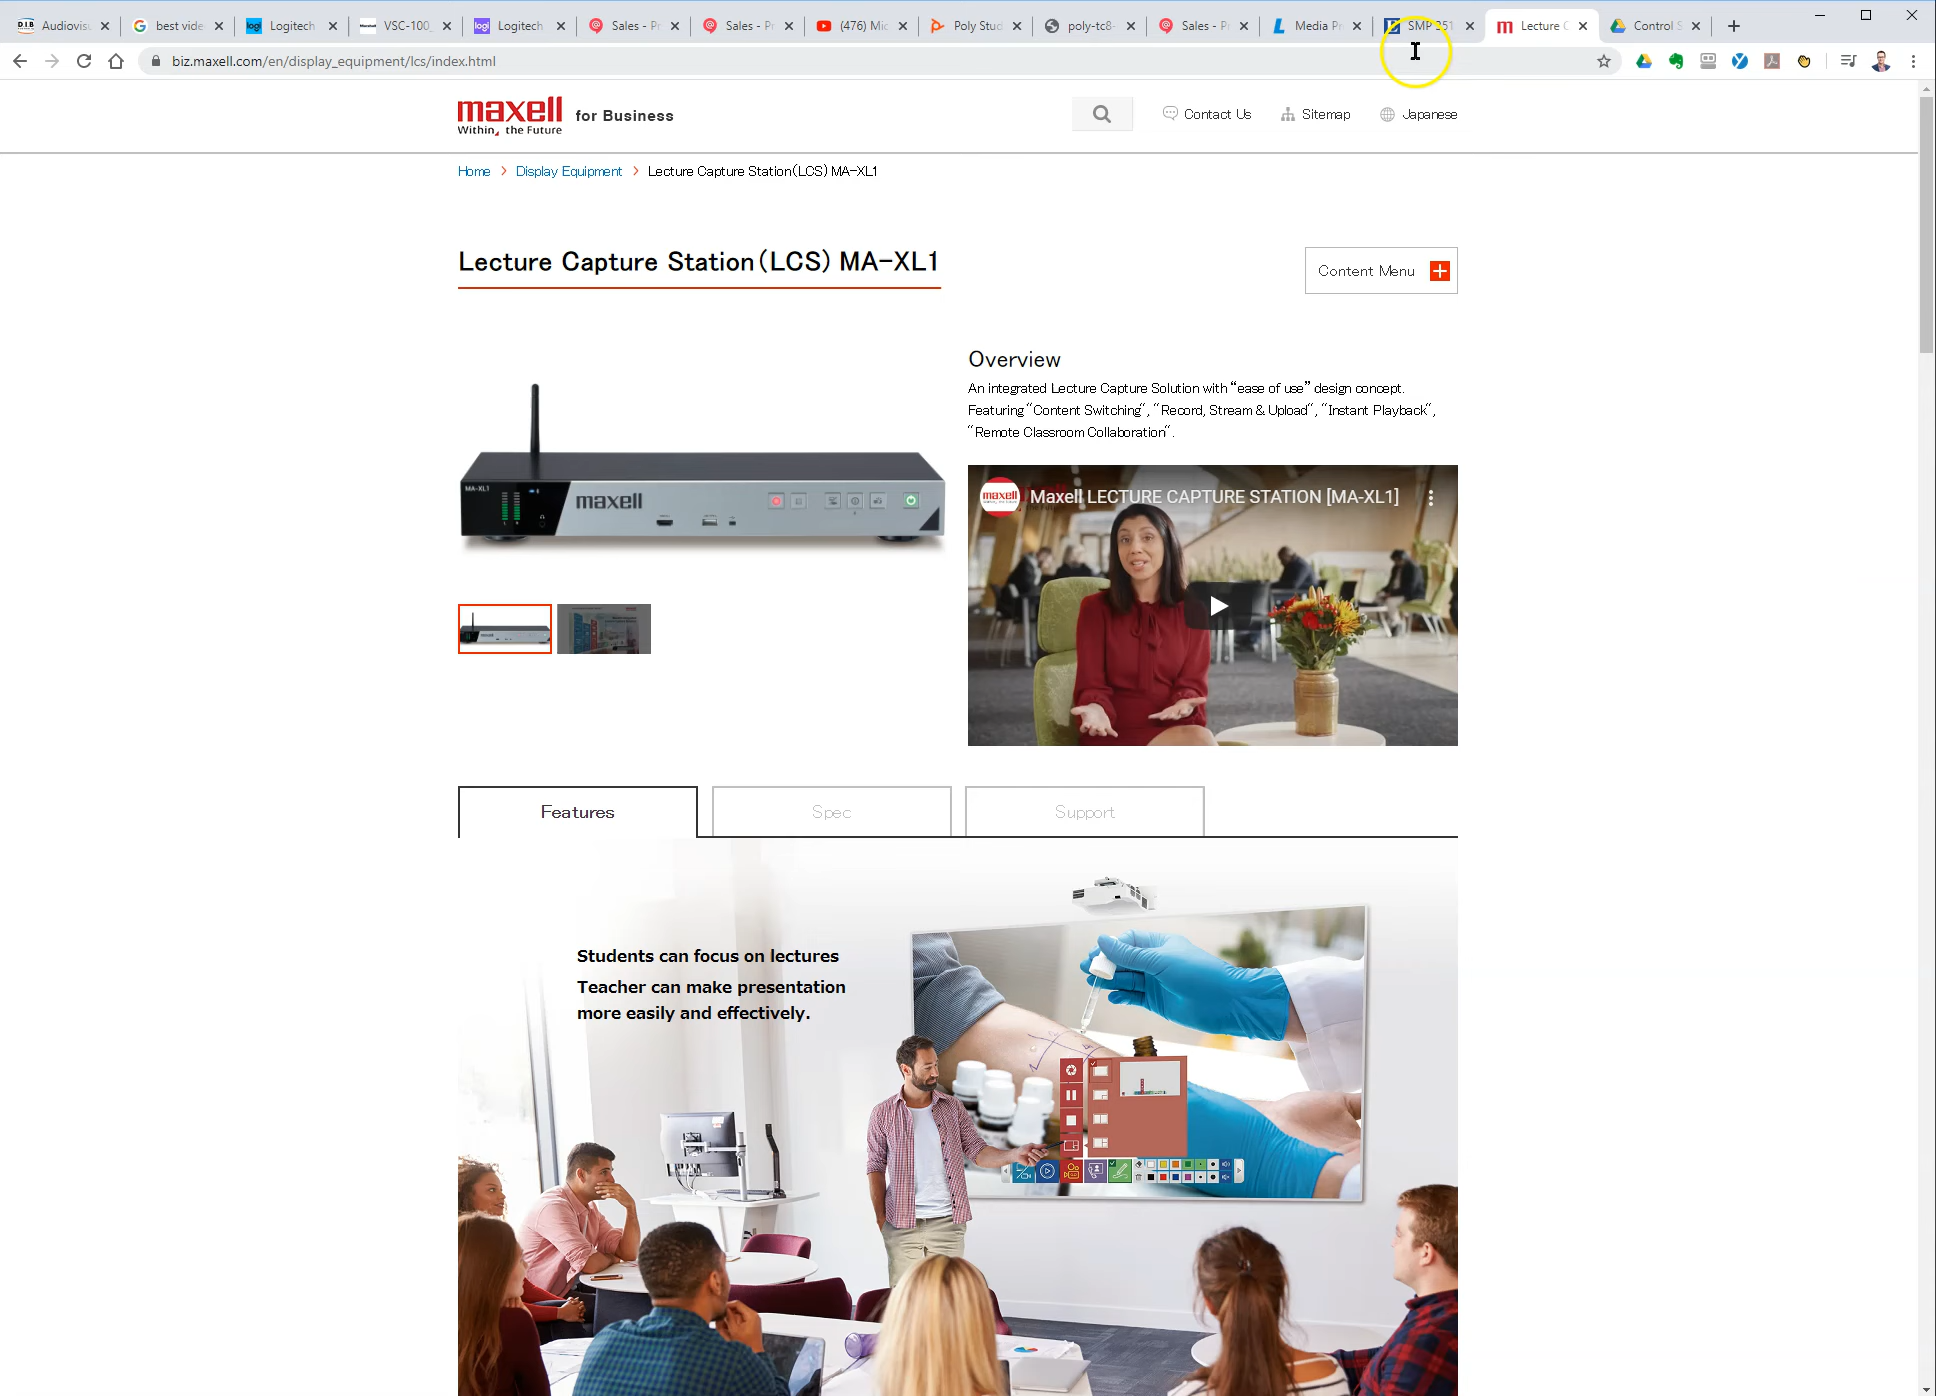 Audiovisu
best vide
Logitech
VSC-100_
Logitech
Sales - Pr
Sales - Pr
(476) Mic
Poly Stud
poly-tc8-
Sales - Pr
Media Pr
SMP 351
Lecture C
Control S
biz.maxell.com/en/display_equipment/lcs/index.html
maxell for Business
Within, the Future
Contact Us
Sitemap
Japanese
Home > Display Equipment > Lecture Capture Station(LCS) MA-XL1
Lecture Capture Station(LCS) MA-XL1
Content Menu
Overview
An integrated Lecture Capture Solution with “ease of use” design concept.
Featuring “Content Switching“, “Record, Stream & Upload“, “Instant Playback“,
“Remote Classroom Collaboration“.
MA-XL1
maxell
maxell
Maxell LECTURE CAPTURE STATION [MA-XL1]
Features
Spec
Support
Students can focus on lectures
Teacher can make presentation
more easily and effectively.